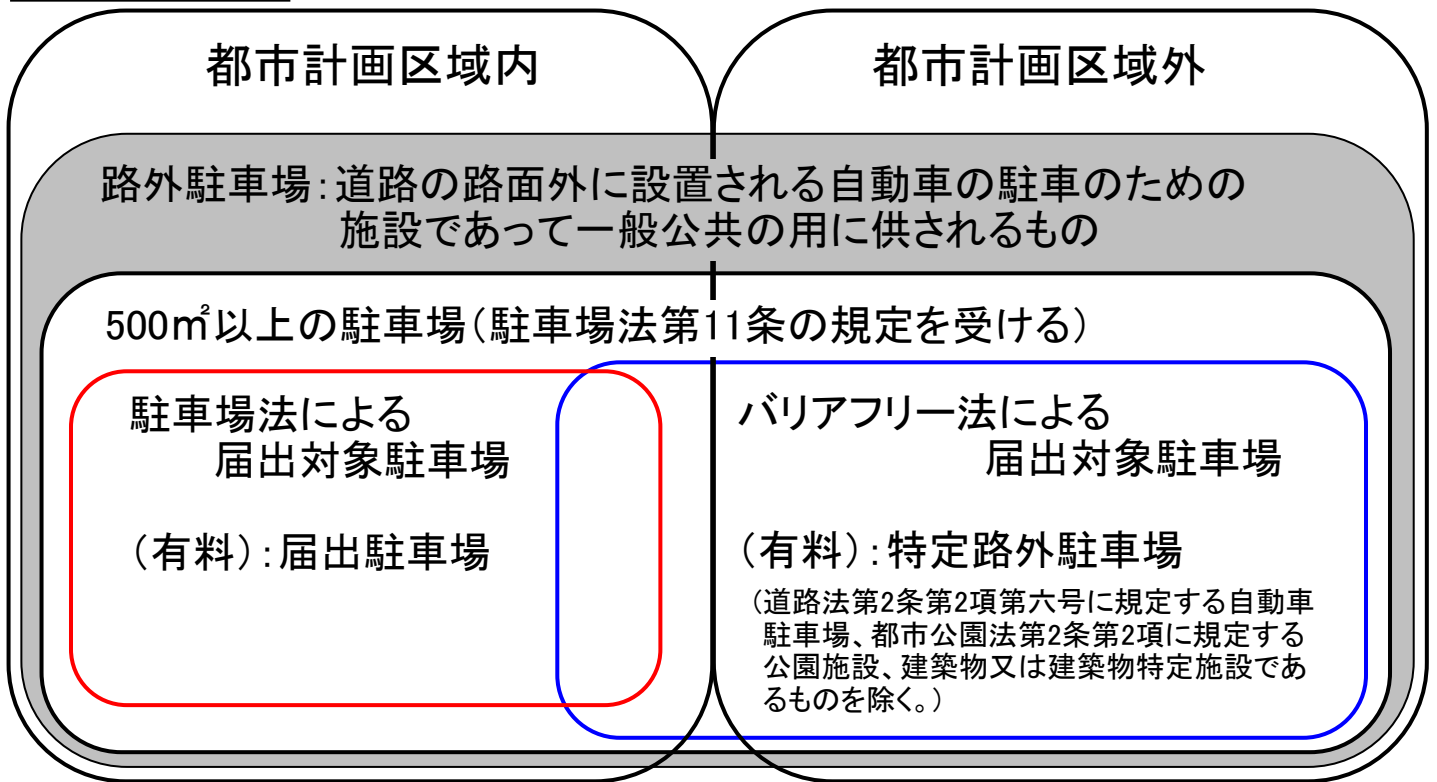 都市計画区域内
都市計画区域外
路外駐車場：道路の路面外に設置される自動車の駐車のための
施設であって一般公共の用に供されるもの
500㎡以上の駐車場（駐車場法第11条の規定を受ける）
駐車場法による
届出対象駐車場
（有料）：届出駐車場
バリアフリー法による
届出対象駐車場
（有料）：特定路外駐車場
（道路法第2条第2項第六号に規定する自動車
駐車場、都市公園法第2条第2項に規定する
公園施設、建築物又は建築物特定施設であ
るものを除く。）